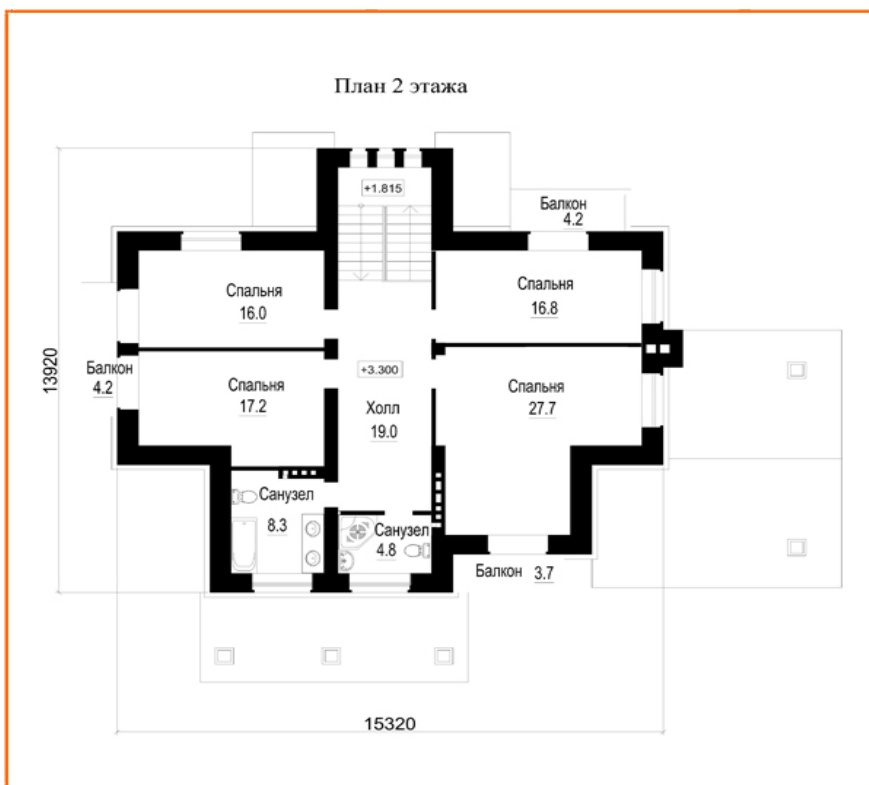 План 2 этажа
+1.815
Балкон
4.2
Спальня
16.0
Спальня
16.8
13920
Балкон
4.2
+3.300
Спальня
17.2
Холл
19.0
Спальня
27.7
Санузел
8.3
Санузел
4.8
Балкон 3.7
15320